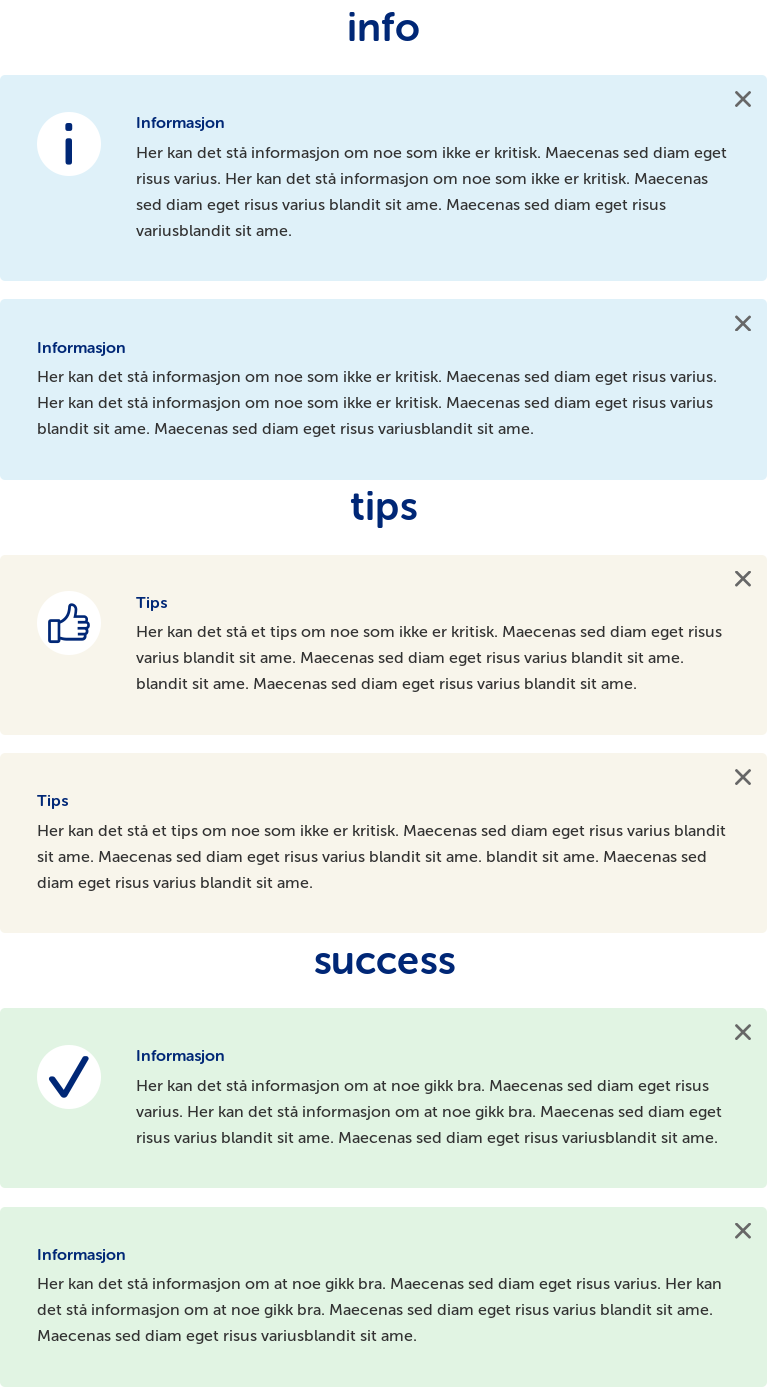 info
Informasjon
Her kan det stå informasjon om noe som ikke er kritisk. Maecenas sed diam eget
risus varius. Her kan det stå informasjon om noe som ikke er kritisk. Maecenas
sed diam eget risus varius blandit sit ame. Maecenas sed diam eget risus
variusblandit sit ame.
Informasjon
Her kan det stå informasjon om noe som ikke er kritisk. Maecenas sed diam eget risus varius.
Her kan det stå informasjon om noe som ikke er kritisk. Maecenas sed diam eget risus varius
blandit sit ame. Maecenas sed diam eget risus variusblandit sit ame.
tips
Tips
Her kan det stå et tips om noe som ikke er kritisk. Maecenas sed diam eget risus
varius blandit sit ame. Maecenas sed diam eget risus varius blandit sit ame.
blandit sit ame. Maecenas sed diam eget risus varius blandit sit ame.
Tips
Her kan det stå et tips om noe som ikke er kritisk. Maecenas sed diam eget risus varius blandit
sit ame. Maecenas sed diam eget risus varius blandit sit ame. blandit sit ame. Maecenas sed
diam eget risus varius blandit sit ame.
success
Informasjon
Her kan det stå informasjon om at noe gikk bra. Maecenas sed diam eget risus
varius. Her kan det stå informasjon om at noe gikk bra. Maecenas sed diam eget
risus varius blandit sit ame. Maecenas sed diam eget risus variusblandit sit ame.
Informasjon
Her kan det stå informasjon om at noe gikk bra. Maecenas sed diam eget risus varius. Her kan
det stå informasjon om at noe gikk bra. Maecenas sed diam eget risus varius blandit sit ame.
Maecenas sed diam eget risus variusblandit sit ame.